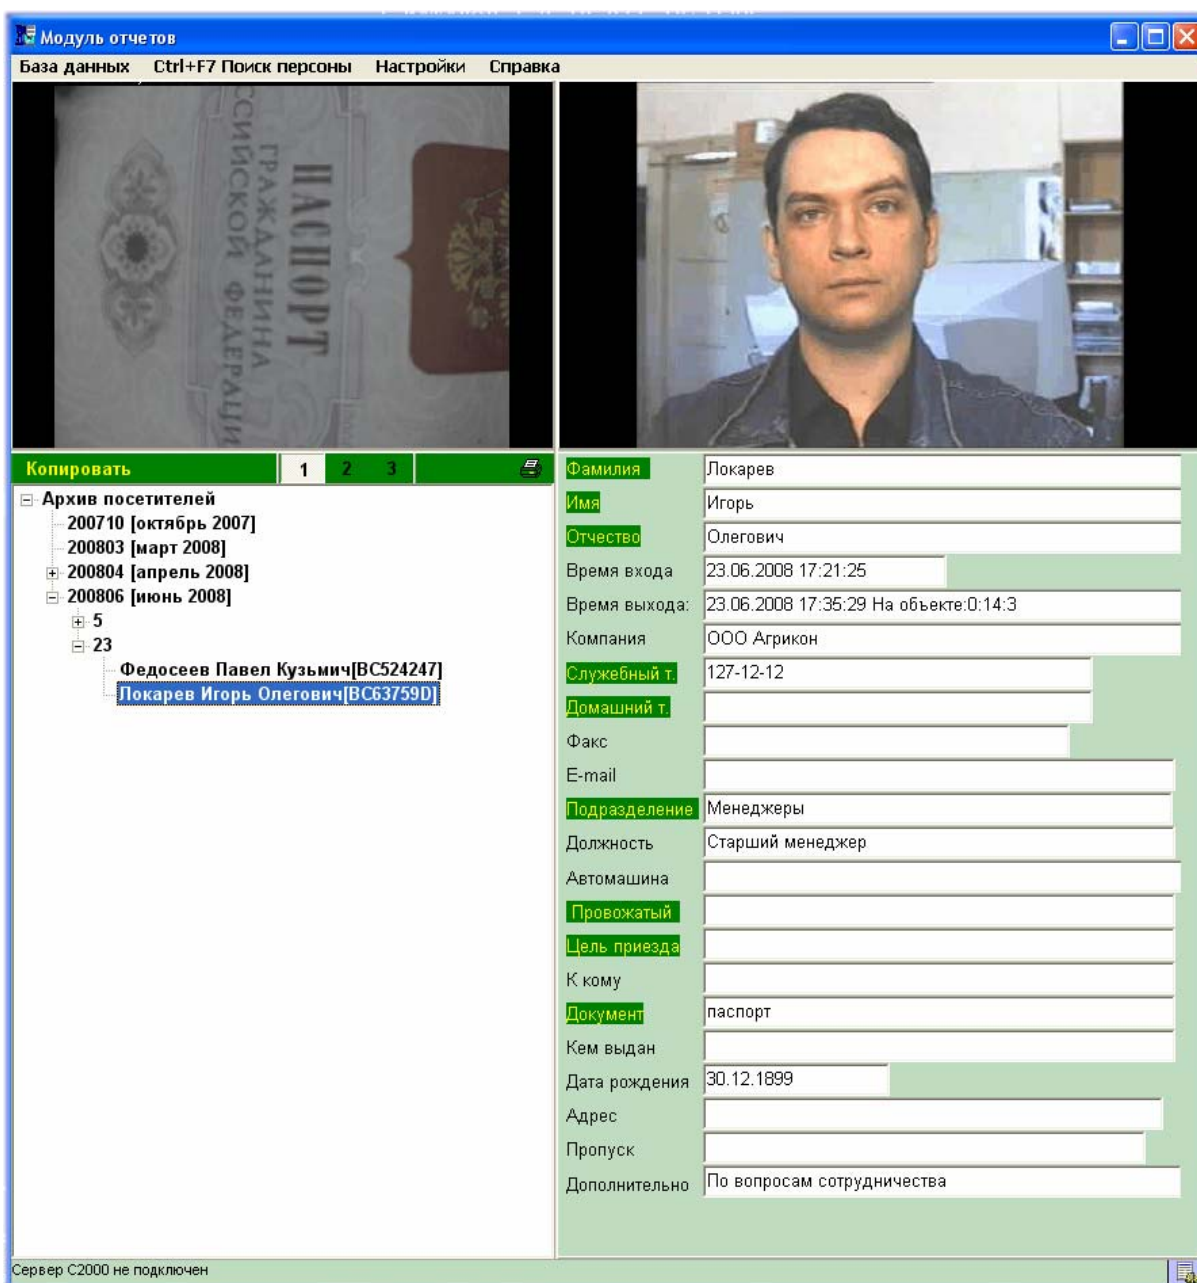 Модуль отчетов
База данных Ctrl+F7 Поиск персоны Настройки Справка
ПАСПОРТ
ГРАЖДАНИНА
ССИЙСКОЙ ФЕДЕРАЦИ
Копировать 1 2 3
Архив посетителей
200710 [октябрь 2007]
200803 [март 2008]
200804 [апрель 2008]
200806 [июнь 2008]
5
23
Федосеев Павел Кузьмич[BC524247]
Локарев Игорь Олегович[BC63759D]
Фамилия Локарев
Имя Игорь
Отчество Олегович
Время входа 23.06.2008 17:21:25
Время выхода: 23.06.2008 17:35:29 На объекте:0:14:3
Компания ООО Агрикон
Служебный т. 127-12-12
Домашний т.
Факс
E-mail
Подразделение Менеджеры
Должность Старший менеджер
Автомашина
Провожатый
Цель приезда
К кому
Документ паспорт
Кем выдан
Дата рождения 30.12.1899
Адрес
Пропуск
Дополнительно По вопросам сотрудничества
Сервер С2000 не подключен